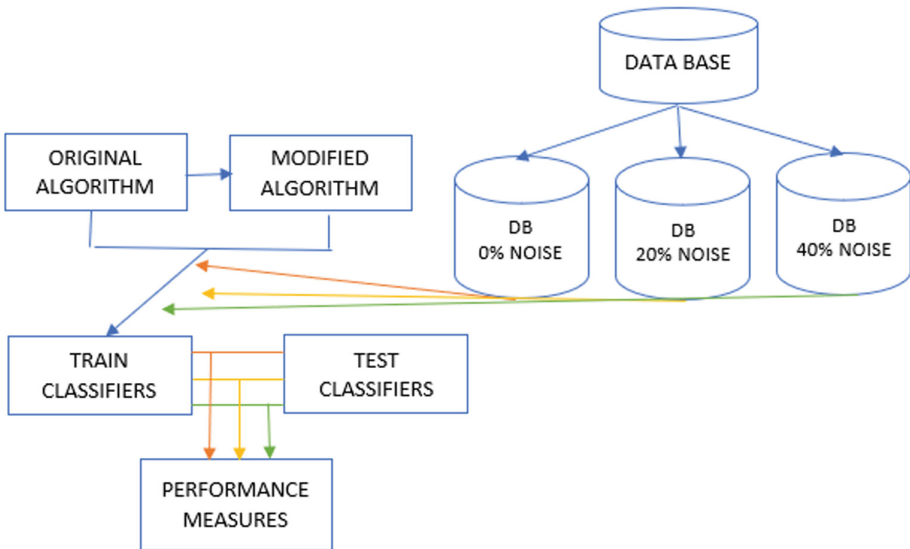 DATA BASE
ORIGINAL
ALGORITHM
MODIFIED
ALGORITHM
DB
0% NOISE
DB
20% NOISE
DB
40% NOISE
TRAIN
CLASSIFIERS
TEST
CLASSIFIERS
PERFORMANCE
MEASURES